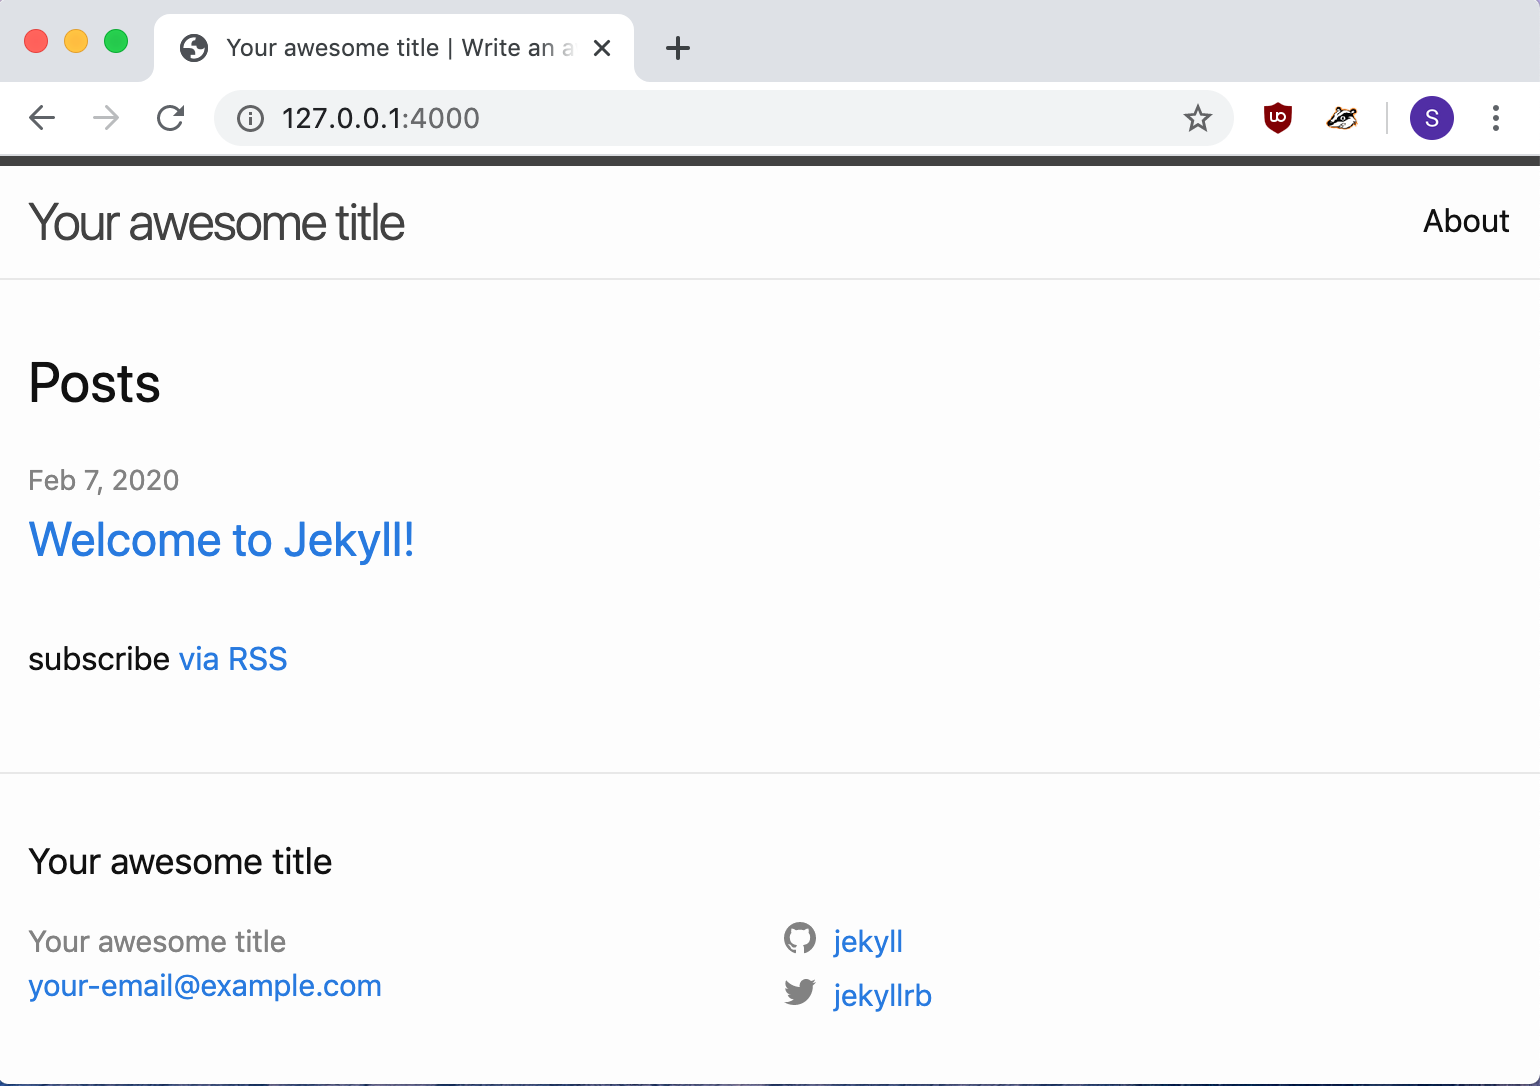 Your awesome title | Write an a
127.0.0.1:4000
S
Your awesome title
About
Posts
Feb 7, 2020
Welcome to Jekyll!
subscribe via RSS
Your awesome title
Your awesome title
your-email@example.com
jekyll
jekyllrb